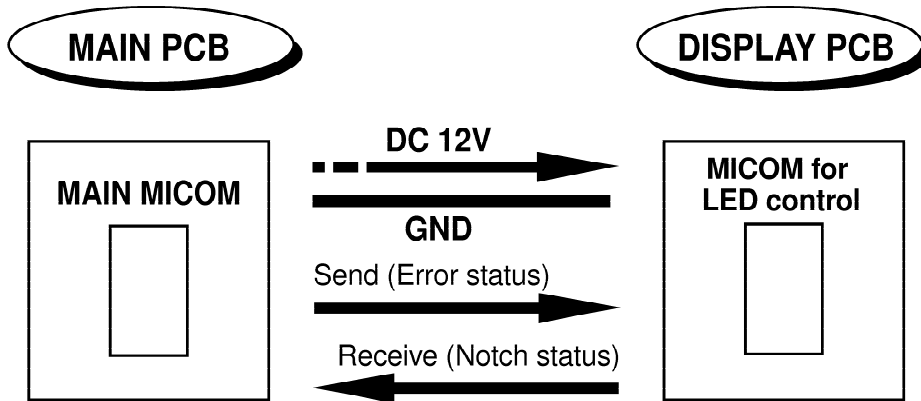 MAIN PCB
DISPLAY PCB
MAIN MICOM
DC 12V
GND
Send (Error status)
Receive (Notch status)
MICOM for
LED control